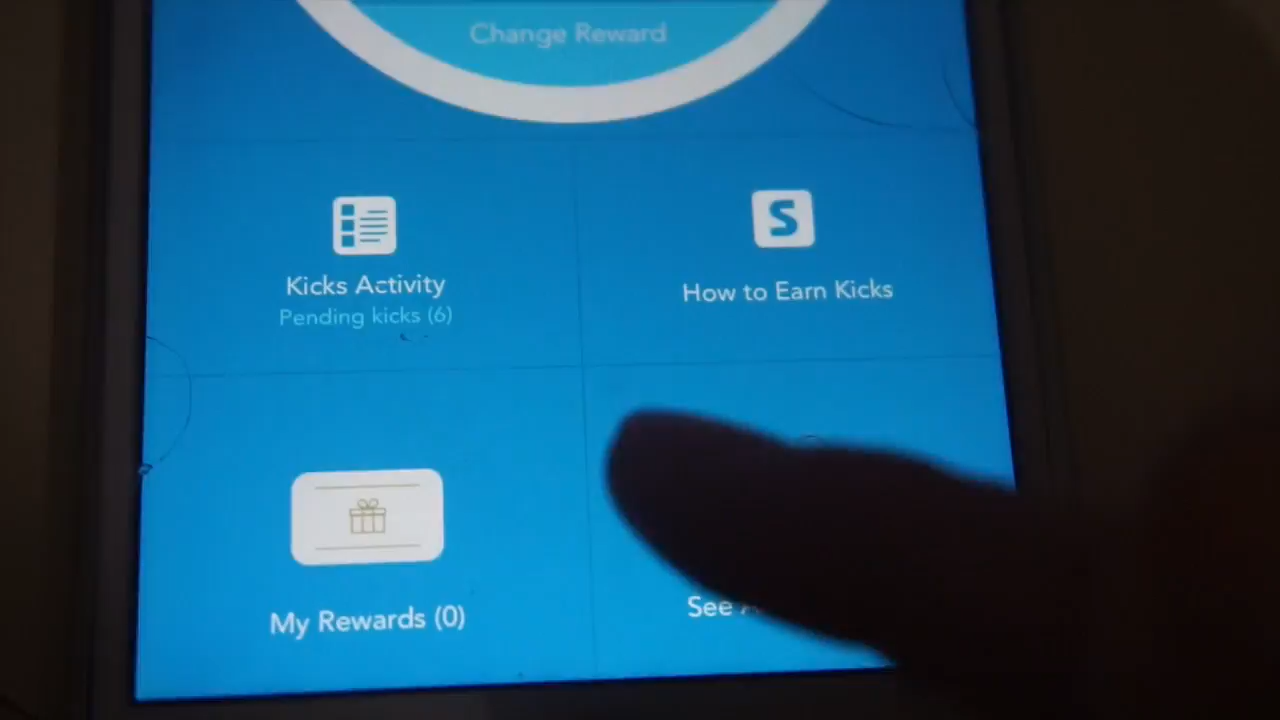 Change Reward
S
Kicks Activity
Pending kicks (6)
How to Earn Kicks
My Rewards (0)
See